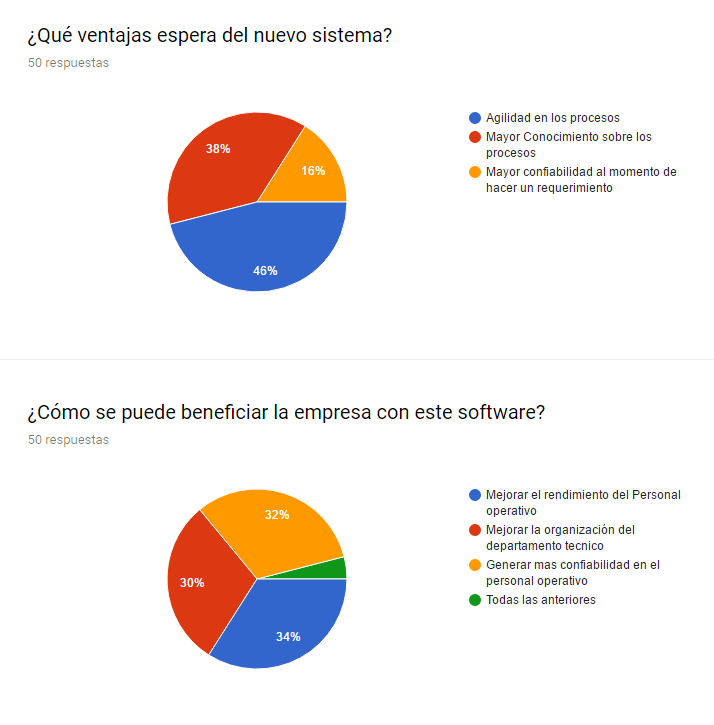 ¿Qué ventajas espera del nuevo sistema?
50 respuestas
38%
16%
46%
Agilidad en los procesos
Mayor Conocimiento sobre los
procesos
Mayor confiabilidad al momento de
hacer un requerimiento
¿Cómo se puede beneficiar la empresa con este software?
50 respuestas
32%
30%
34%
Mejorar el rendimiento del Personal
operativo
Mejorar la organización del
departamento tecnico
Generar mas confiabilidad en el
personal operativo
Todas las anteriores